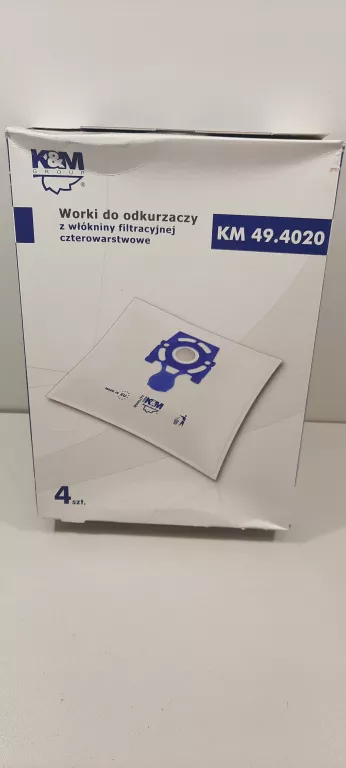 K&M
GROUP
®
Worki do odkurzaczy
z włókniny filtracyjnej
czterowarstwowe
KM 49.4020
K&M
4 szt.